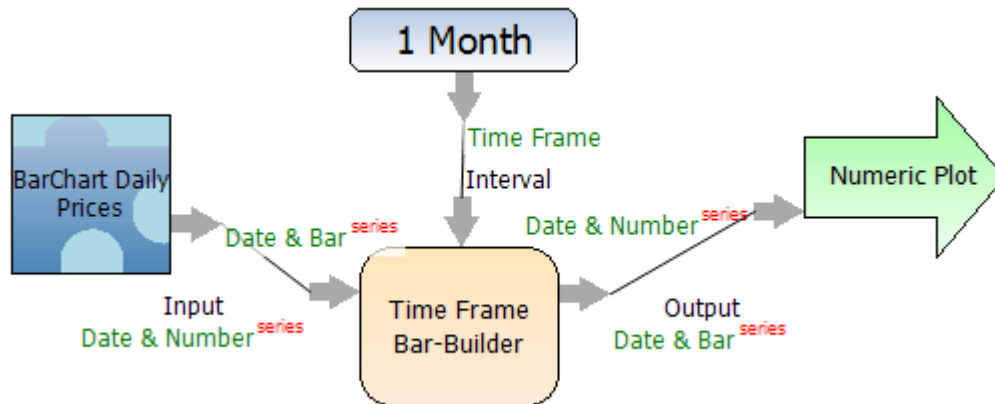 1 Month
Time Frame
Interval
BarChart Daily
Prices
Date & Bar series
Input
Date & Number series
Time Frame
Bar-Builder
Date & Number series
Output
Date & Bar series
Numeric Plot